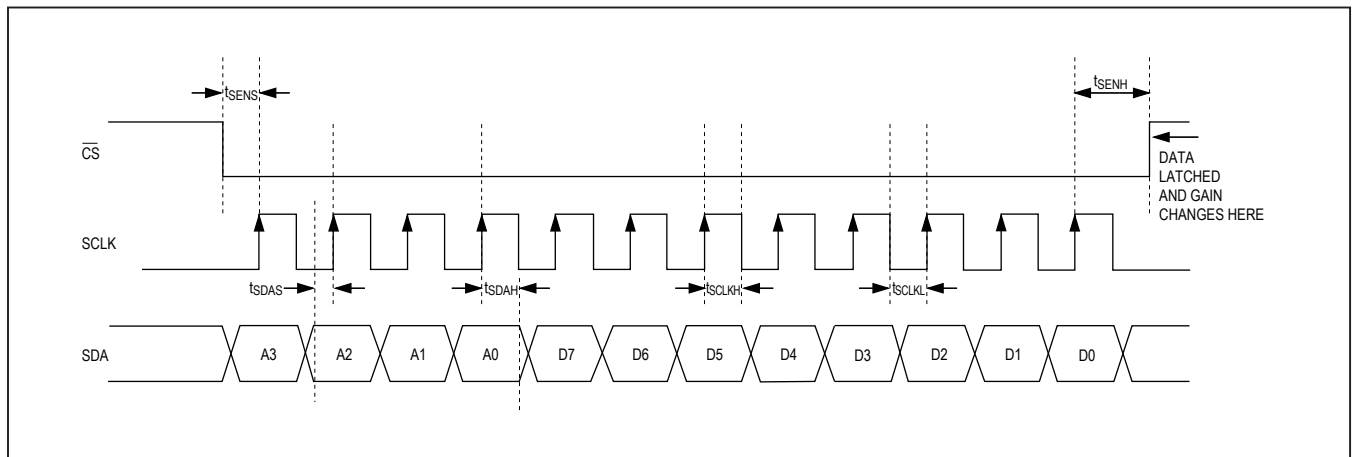 tSENS
tSENH
CS
DATA
LATCHED
AND GAIN
CHANGES HERE
SCLK
tSDAS
tSDAH
tSCLKH
tSCLKL
SDA
A3 A2 A1 A0 D7 D6 D5 D4 D3 D2 D1 D0